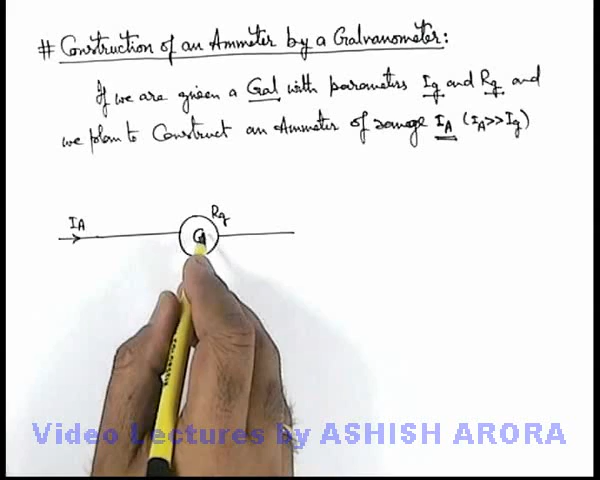 # Construction of an Ammeter by a Galvanometer:
If we are given a Gal with parameters Ig and Rg and
we plan to Construct an Ammeter of range IA (IA>>Ig)
IA
Rg
G
Video Lectures by ASHISH ARORA